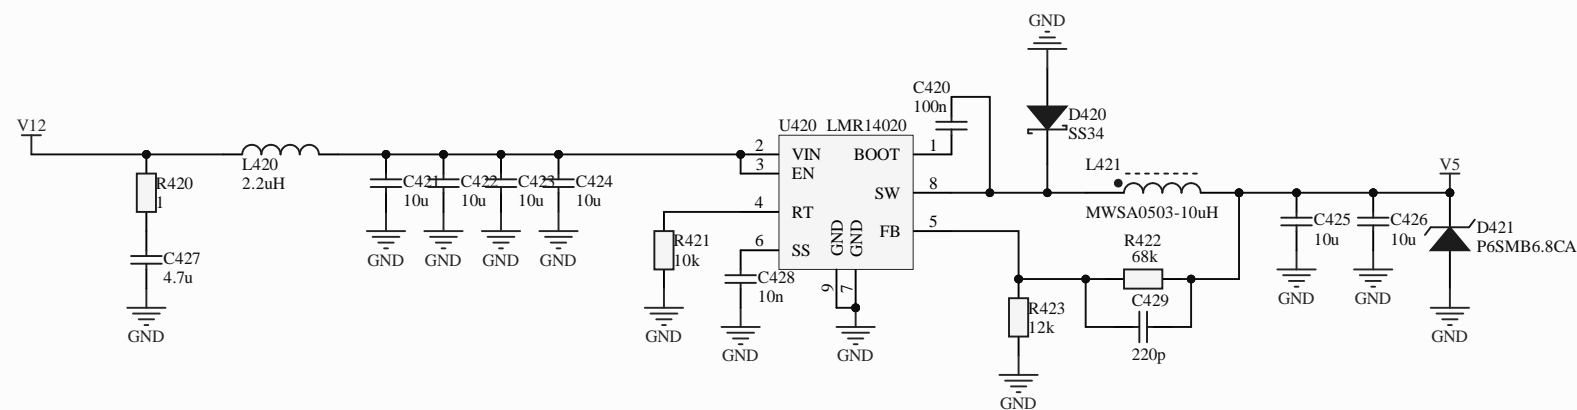 GND
V12
R420
1
C427
4.7u
GND
L420
2.2uH
C421
10u
GND
C422
10u
GND
C423
10u
GND
C424
10u
GND
R421
10k
GND
C428
10n
GND
U420 LMR14020
2
VIN
3
EN
4
RT
6
SS
BOOT
1
SW
8
FB
5
GND
GND
9
7
GND
C420
100n
D420
SS34
L421
MWSA0503-10uH
R422
68k
C429
220p
R423
12k
GND
C425
10u
GND
C426
10u
GND
V5
D421
P6SMB6.8CA
GND